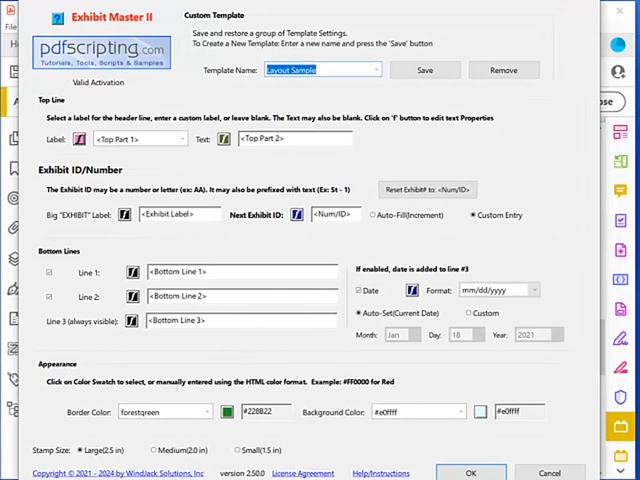 Exhibit Master II
Custom Template
pdfscripting.com
Tutorials, Tools, Scripts & Samples
Valid Activation
Save and restore a group of Template Settings.
To Create a New Template: Enter a new name and press the 'Save' button
Template Name: Layout Sample Save Remove
Top Line
Select a label for the header line, enter a custom label, or leave blank. The Text may also be blank. Click on 'f' button to edit text Properties
Label: f <Top Part 1> Text: f <Top Part 2>
Exhibit ID/Number
The Exhibit ID may be a number or letter (ex: AA). It may also be prefixed with text (Ex: St - 1) Reset Exhibit# to: <Num/ID>
Big "EXHIBIT" Label: f <Exhibit Label> Next Exhibit ID: f <Num/ID> Auto-Fill(Increment) Custom Entry
Bottom Lines
If enabled, date is added to line #3
Line 1: f <Bottom Line 1>
Date f Format: mm/dd/yyyy
Line 2: f <Bottom Line 2>
Auto-Set(Current Date) Custom
Line 3 (always visible): f <Bottom Line 3>
Month: Jan Day: 18 Year: 2021
Appearance
Click on Color Swatch to select, or manually entered using the HTML color format. Example: #FF0000 for Red
Border Color: forestgreen #228B22 Background Color: #e0ffff #e0ffff
Stamp Size: Large(2.5 in) Medium(2.0 in) Small(1.5 in)
Copyright © 2021 - 2024 by WindJack Solutions, Inc version 2.50.0 License Agreement Help/Instructions OK Cancel